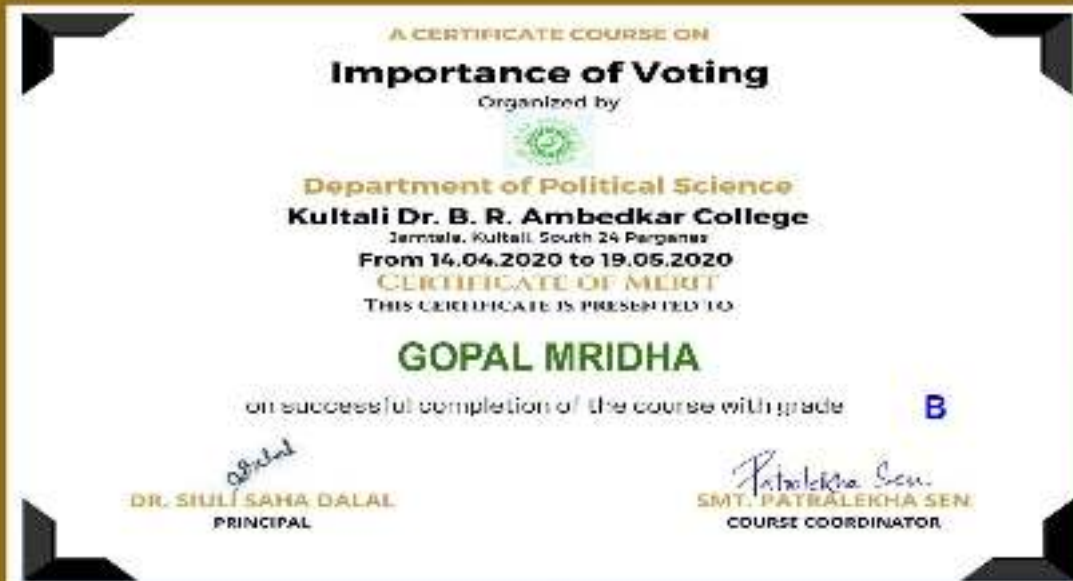 A CERTIFICATE COURSE ON
Importance of Voting
Organized by
Department of Political Science
Kultali Dr. B. R. Ambedkar College
Jamtala, Kultali, South 24 Parganas
From 14.04.2020 to 19.05.2020
CERTIFICATE OF MERIT
THIS CERTIFICATE IS PRESENTED TO
GOPAL MRIDHA
on successful completion of the course with grade B
Patralekha Sen.
DR. SIULI SAHA DALAL
SMT. PATRALEKHA SEN
PRINCIPAL
COURSE COORDINATOR